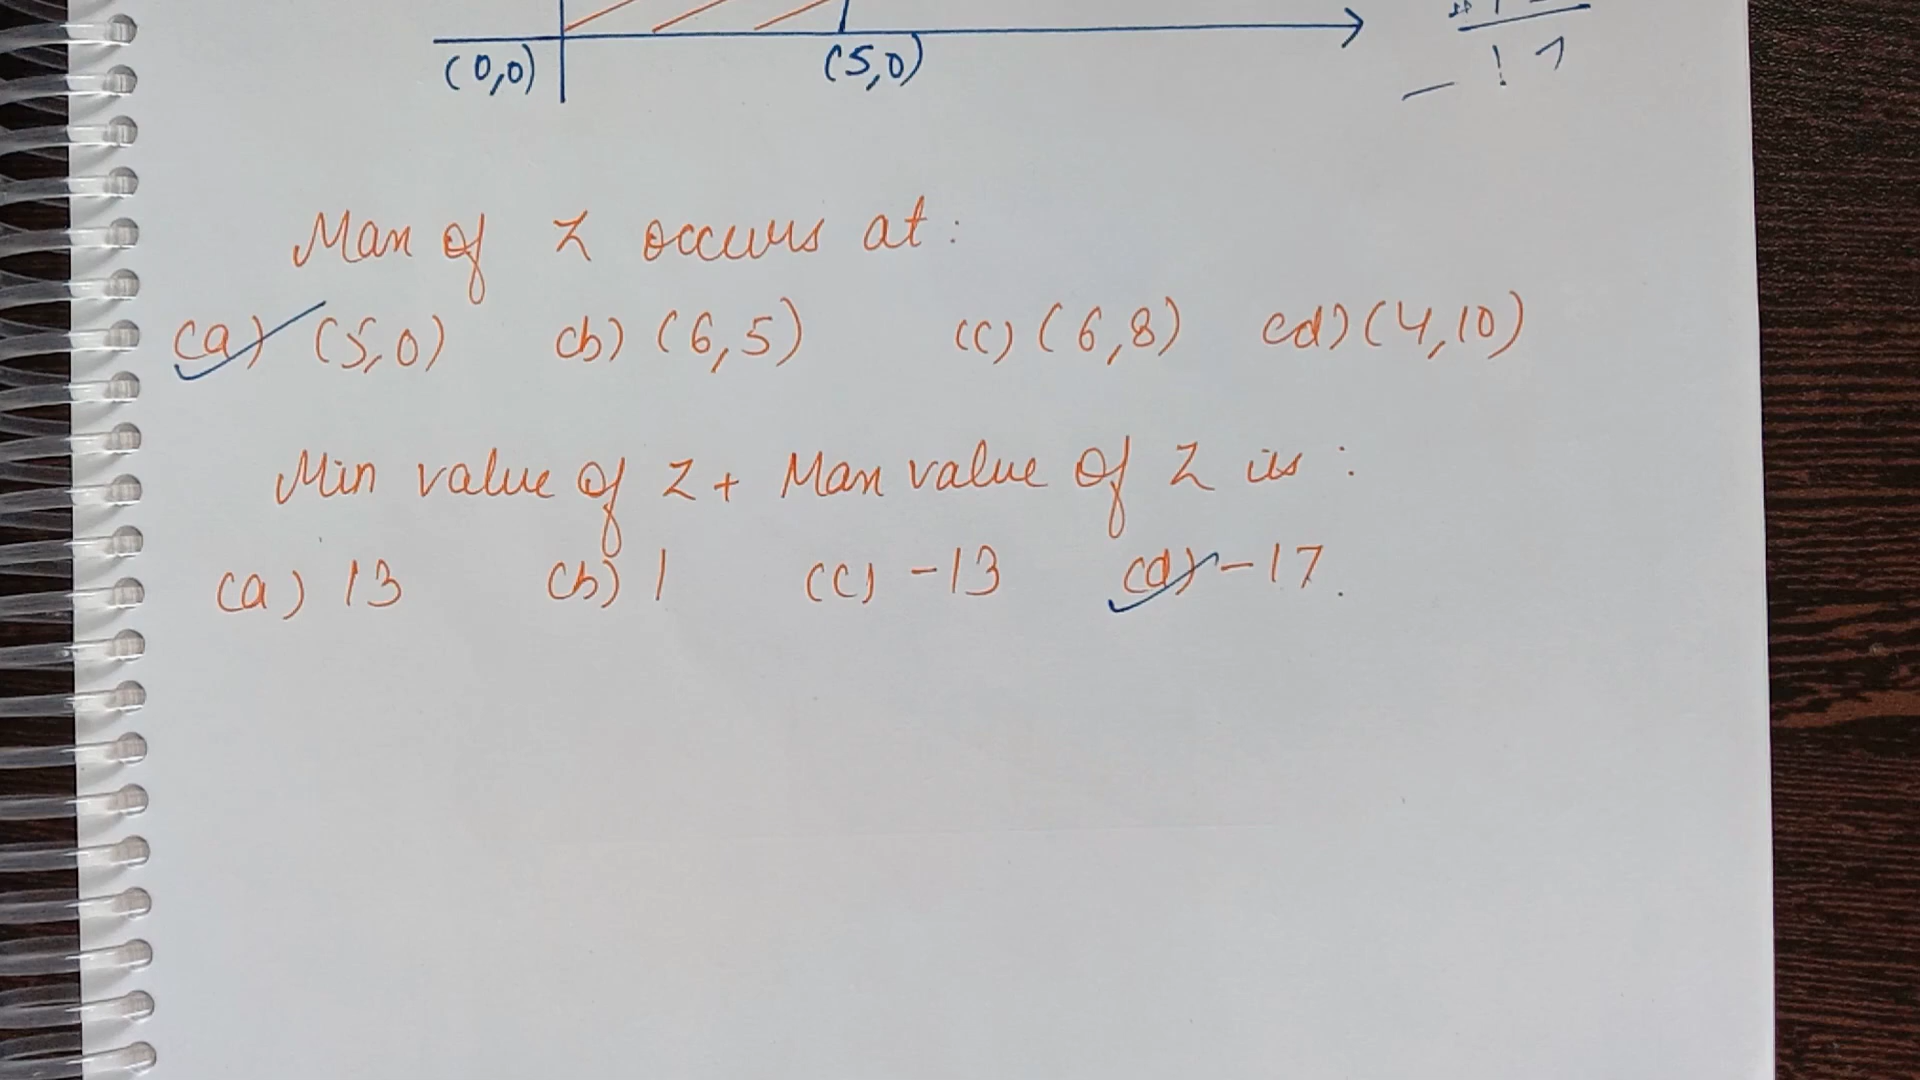 (0,0) (5,0)
Max of Z occurs at :
(a) (5,0) (b) (6,5) (c) (6,8) (d) (4,10)
Min value of Z + Max value of Z is :
(a) 13 (b) 1 (c) -13 (d) -17.